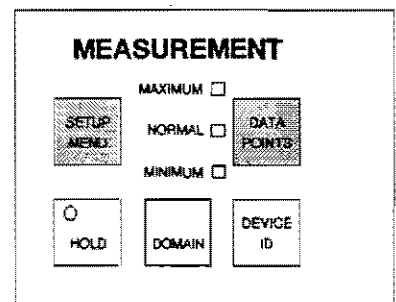 MEASUREMENT
MAXIMUM
SETUP
MENU
NORMAL
DATA
POINTS
MINIMUM
HOLD
DOMAIN
DEVICE
ID